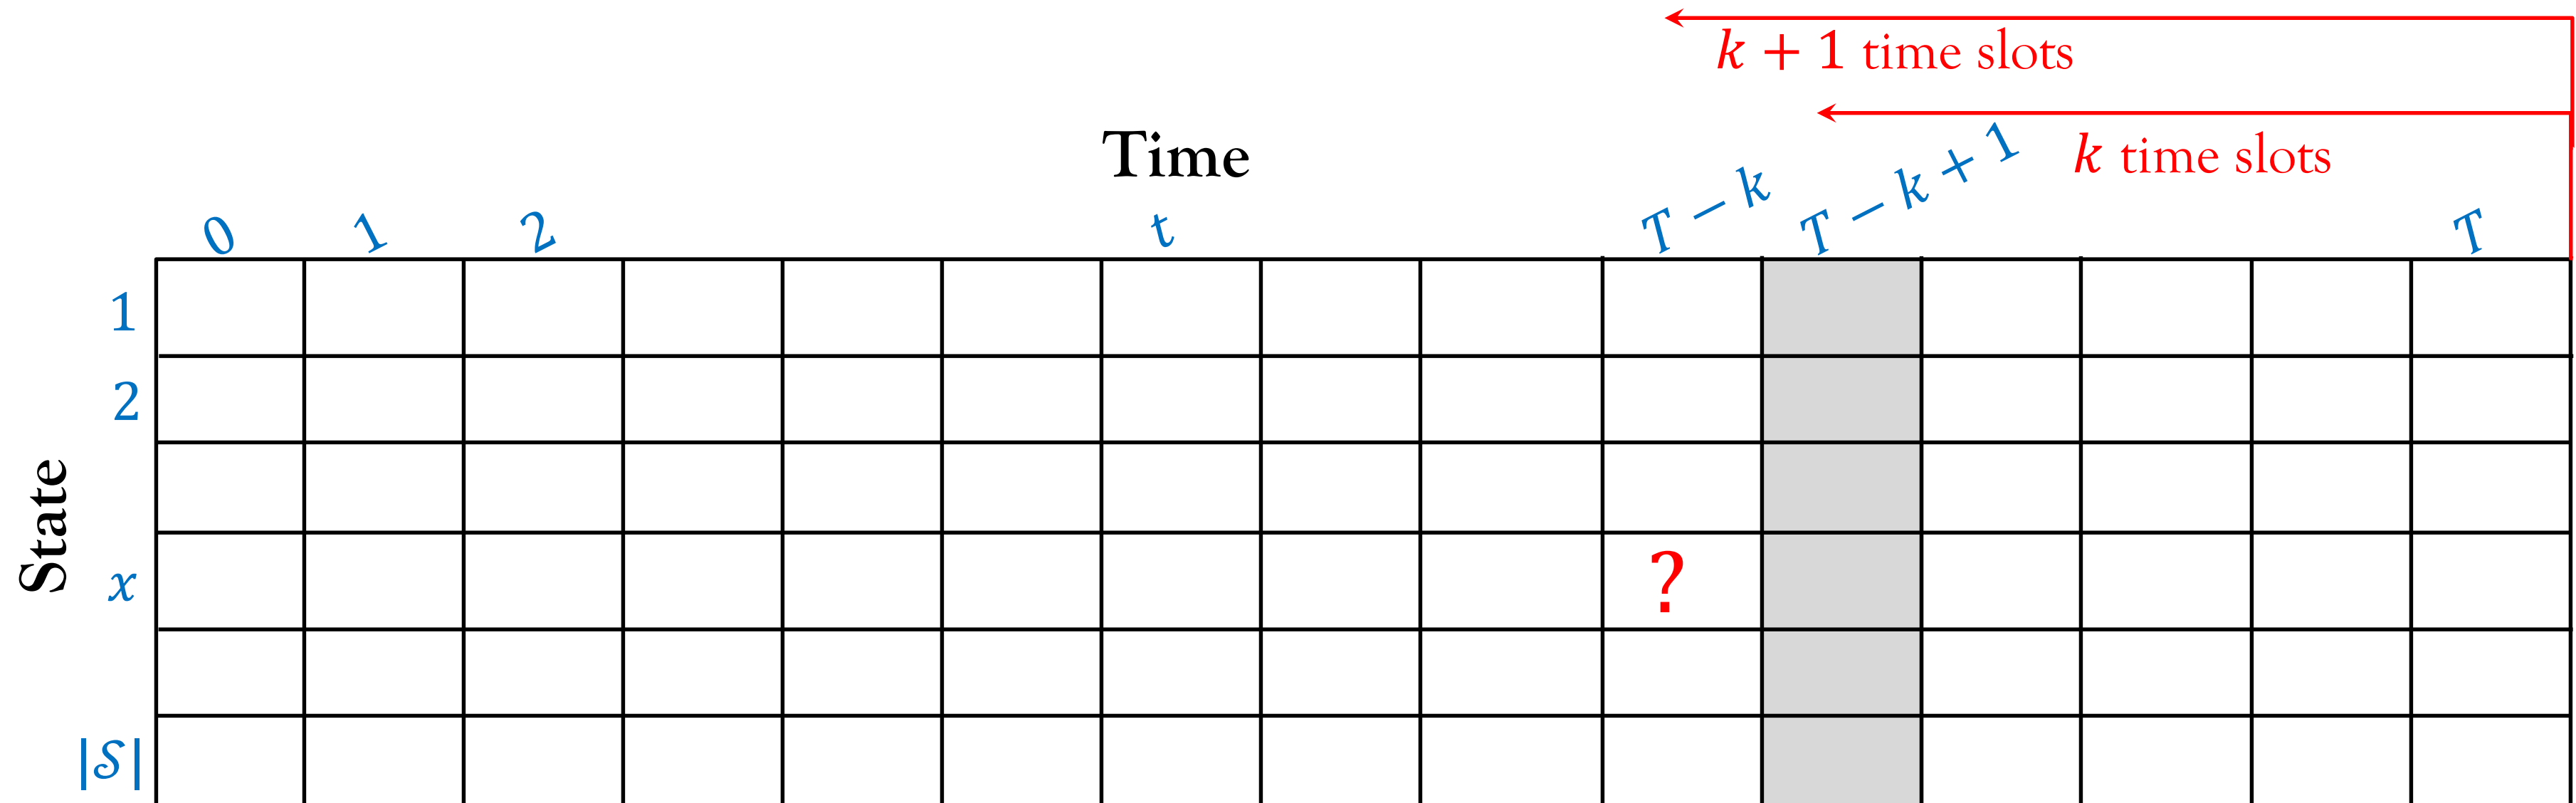 k + 1 time slots
k time slots
Time
0 1 2 t T − k T − k + 1 T
State
1
2
x
?
|𝒮|